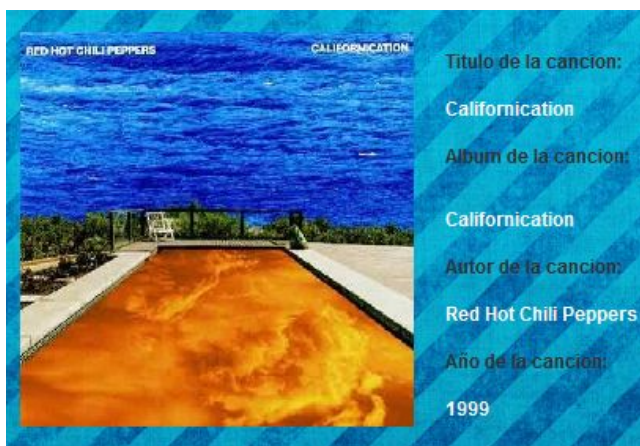 RED HOT CHILI PEPPERS
CALIFORNICATION
Titulo de la cancion:
Californication
Album de la cancion:
Californication
Autor de la cancion:
Red Hot Chili Peppers
Año de la cancion:
1999